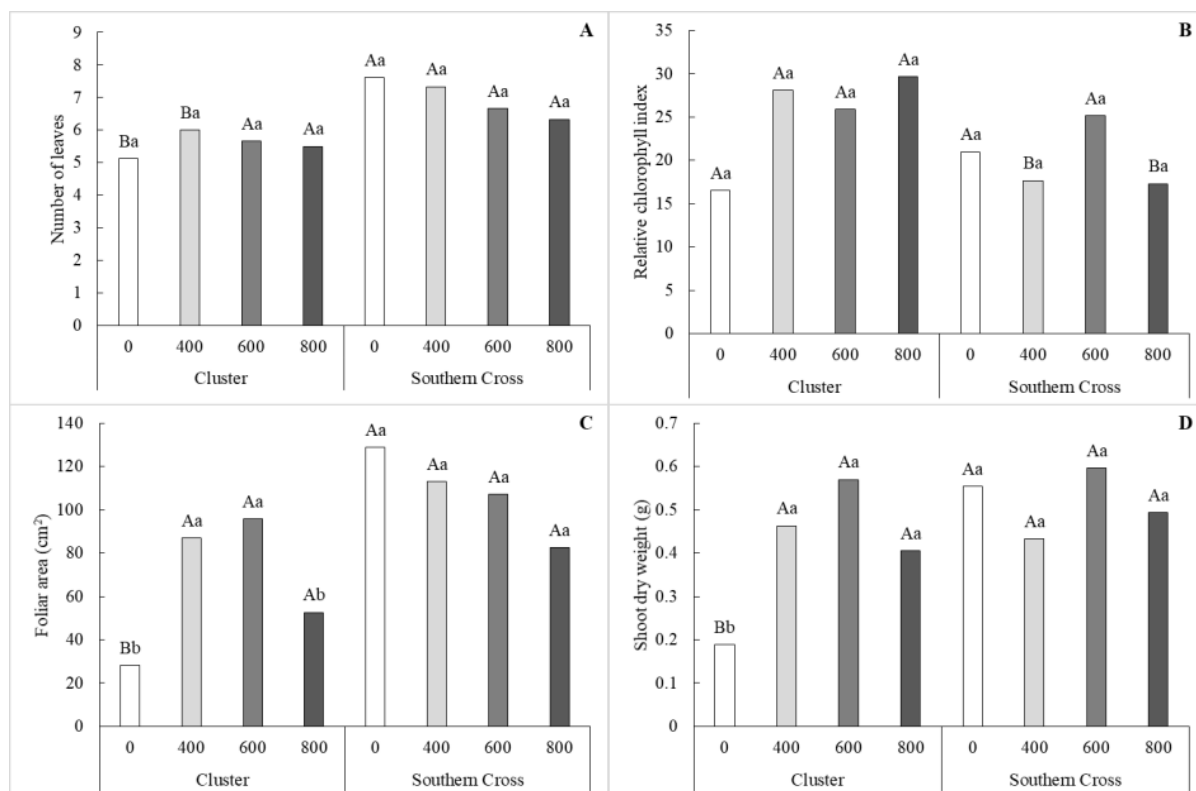 A
Number of leaves
9
8
7
6
5
4
3
2
1
0
Ba Ba Aa Aa Aa Aa Aa Aa
0 400 600 800 0 400 600 800
Cluster Southern Cross
B
Relative chlorophyll index
35
30
25
20
15
10
5
0
Aa Aa Aa Aa Aa Ba Aa Ba
0 400 600 800 0 400 600 800
Cluster Southern Cross
C
Foliar area (cm²)
140
120
100
80
60
40
20
0
Bb Aa Aa Ab Aa Aa Aa Aa
0 400 600 800 0 400 600 800
Cluster Southern Cross
D
Shoot dry weight (g)
0.7
0.6
0.5
0.4
0.3
0.2
0.1
0
Bb Aa Aa Aa Aa Aa Aa Aa
0 400 600 800 0 400 600 800
Cluster Southern Cross